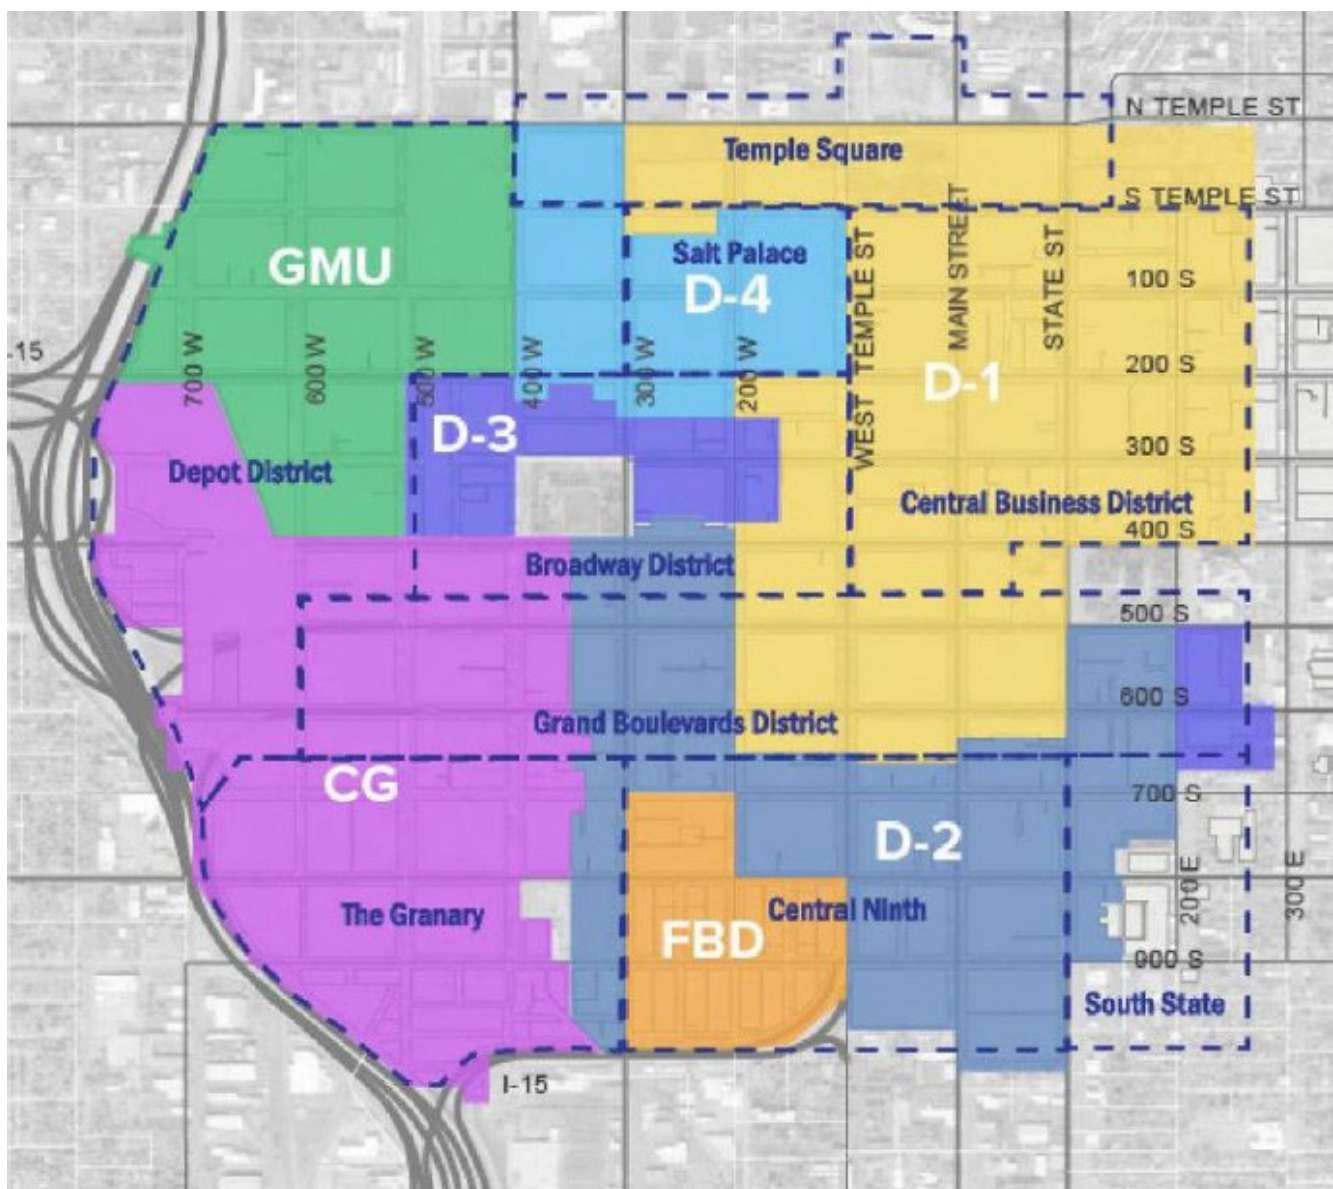 N TEMPLE ST
Temple Square
S TEMPLE ST
GMU
Salt Palace
D-4
WEST TEMPLE ST
MAIN STREET
STATE ST
100 S
-15
700 W
600 W
500 W
400 W
300 W
200 W
200 S
D-1
D-3
300 S
Depot District
Central Business District
400 S
Broadway District
500 S
600 S
Grand Boulevards District
CG
700 S
D-2
200 E
300 E
The Granary
Central Ninth
FBD
900 S
South State
I-15